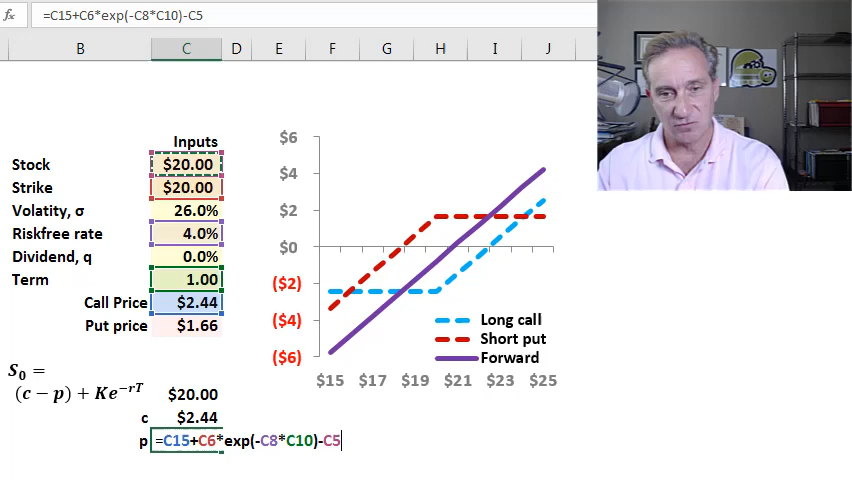 fx =C15+C6*exp(-C8*C10)-C5
B C D E F G H I J
Inputs
Stock $20.00
Strike $20.00
Volatity, σ 26.0%
Riskfree rate 4.0%
Dividend, q 0.0%
Term 1.00
Call Price $2.44
Put price $1.66
S₀ =
(c − p) + Ke⁻ʳᵀ $20.00
c $2.44
p =C15+C6*exp(-C8*C10)-C5
$6
$4
$2
$0
($2)
($4)
($6)
Long call
Short put
Forward
$15 $17 $19 $21 $23 $25